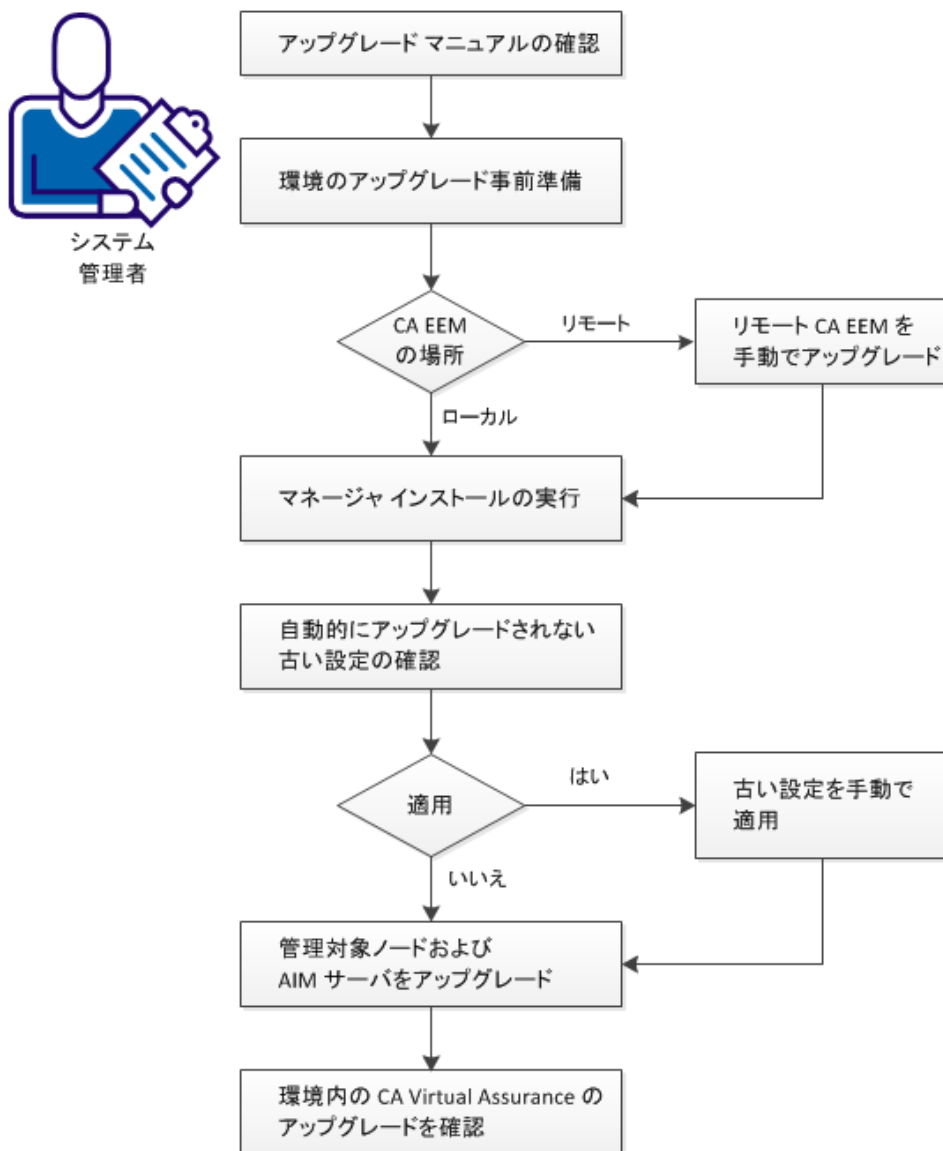 アップグレード マニュアルの確認
環境のアップグレード事前準備
システム
管理者
CA EEM
の場所
リモート
リモート CA EEM を
手動でアップグレード
ローカル
マネージャ インストールの実行
自動的にアップグレードされない
古い設定の確認
適用
はい
古い設定を手動で
適用
いいえ
管理対象ノードおよび
AIM サーバをアップグレード
環境内の CA Virtual Assurance の
アップグレードを確認